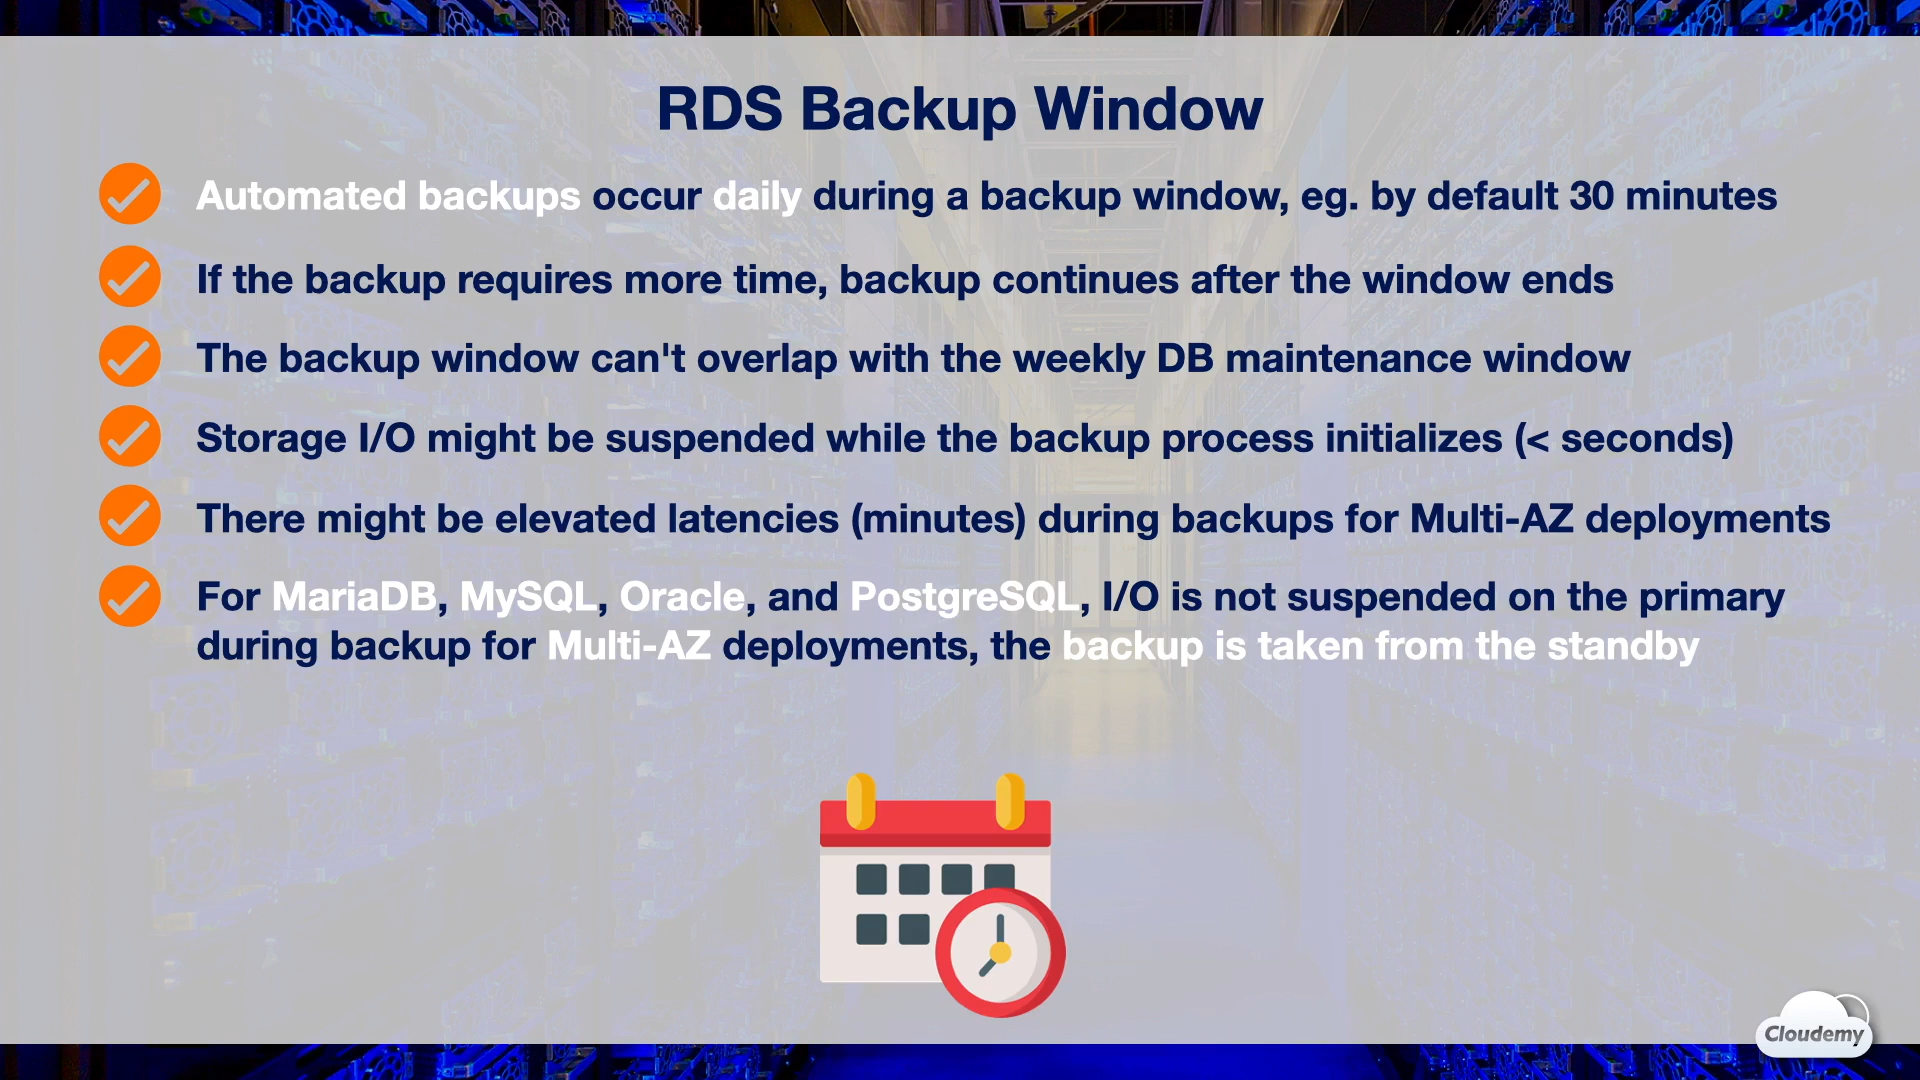 RDS Backup Window
Automated backups occur daily during a backup window, eg. by default 30 minutes
If the backup requires more time, backup continues after the window ends
The backup window can't overlap with the weekly DB maintenance window
Storage I/O might be suspended while the backup process initializes (< seconds)
There might be elevated latencies (minutes) during backups for Multi-AZ deployments
For MariaDB, MySQL, Oracle, and PostgreSQL, I/O is not suspended on the primary
during backup for Multi-AZ deployments, the backup is taken from the standby
Cloudemy